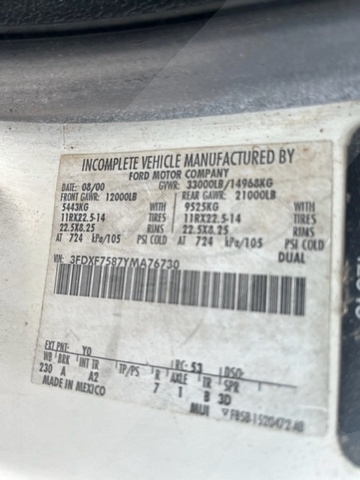 INCOMPLETE VEHICLE MANUFACTURED BY
FORD MOTOR COMPANY
DATE: 08/00 GVWR: 33000LB/14968KG
FRONT GAWR: 12000LB REAR GAWR: 21000LB
5443KG WITH 9525KG WITH
11RX22.5-14 TIRES 11RX22.5-14 TIRES
22.5X8.25 RIMS 22.5X8.25 RIMS
AT 724 kPa/105 PSI COLD AT 724 kPa/105 PSI COLD
DUAL
VIN: 3FDXF7587YMA76730
EXT PNT: YO RC: 53 DSO:
WB BRK INT TR TP/PS R AXLE TR SPR
230 A A2 7 1 B 3D
MADE IN MEXICO